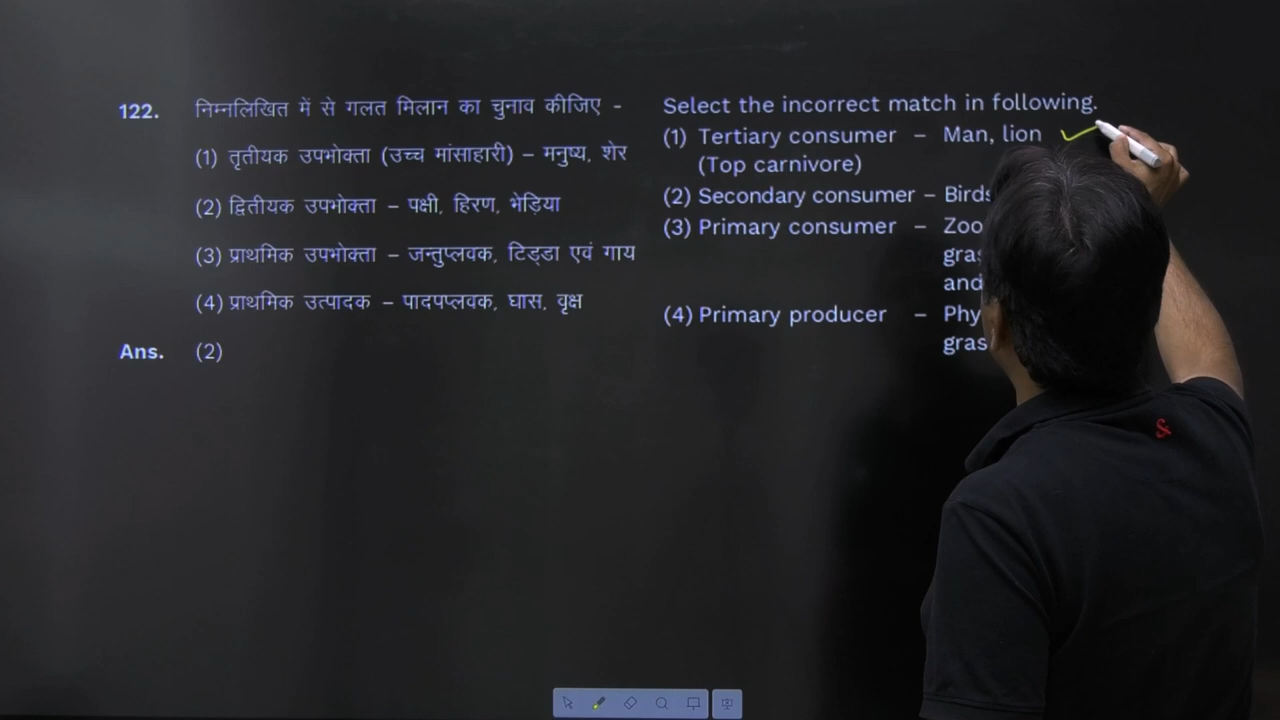 122. निम्नलिखित में से गलत मिलान का चुनाव कीजिए -
(1) तृतीयक उपभोक्ता (उच्च मांसाहारी) – मनुष्य, शेर
(2) द्वितीयक उपभोक्ता – पक्षी, हिरण, भेड़िया
(3) प्राथमिक उपभोक्ता – जन्तुप्लवक, टिड्डा एवं गाय
(4) प्राथमिक उत्पादक – पादपप्लवक, घास, वृक्ष
Ans. (2)
Select the incorrect match in following.
(1) Tertiary consumer – Man, lion
(Top carnivore)
(2) Secondary consumer – Birds
(3) Primary consumer –
and
(4) Primary producer –